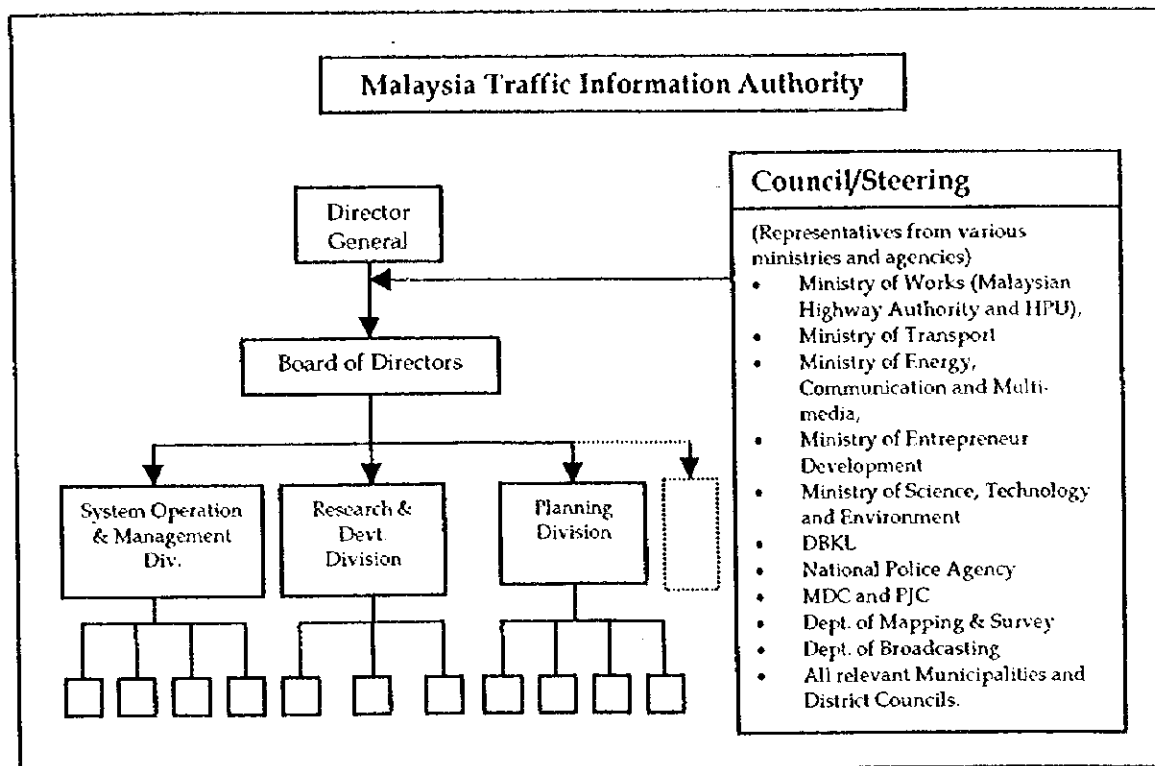 Malaysia Traffic Information Authority
Director
General
Board of Directors
System Operation
& Management
Div.
Research &
Devt.
Division
Planning
Division
Council/Steering
(Representatives from various
ministries and agencies)
• Ministry of Works (Malaysian
Highway Authority and HPU),
• Ministry of Transport
• Ministry of Energy,
Communication and Multi-
media,
• Ministry of Entrepreneur
Development
• Ministry of Science, Technology
and Environment
• DBKL
• National Police Agency
• MDC and PJC
• Dept. of Mapping & Survey
• Dept. of Broadcasting
• All relevant Municipalities and
District Councils.